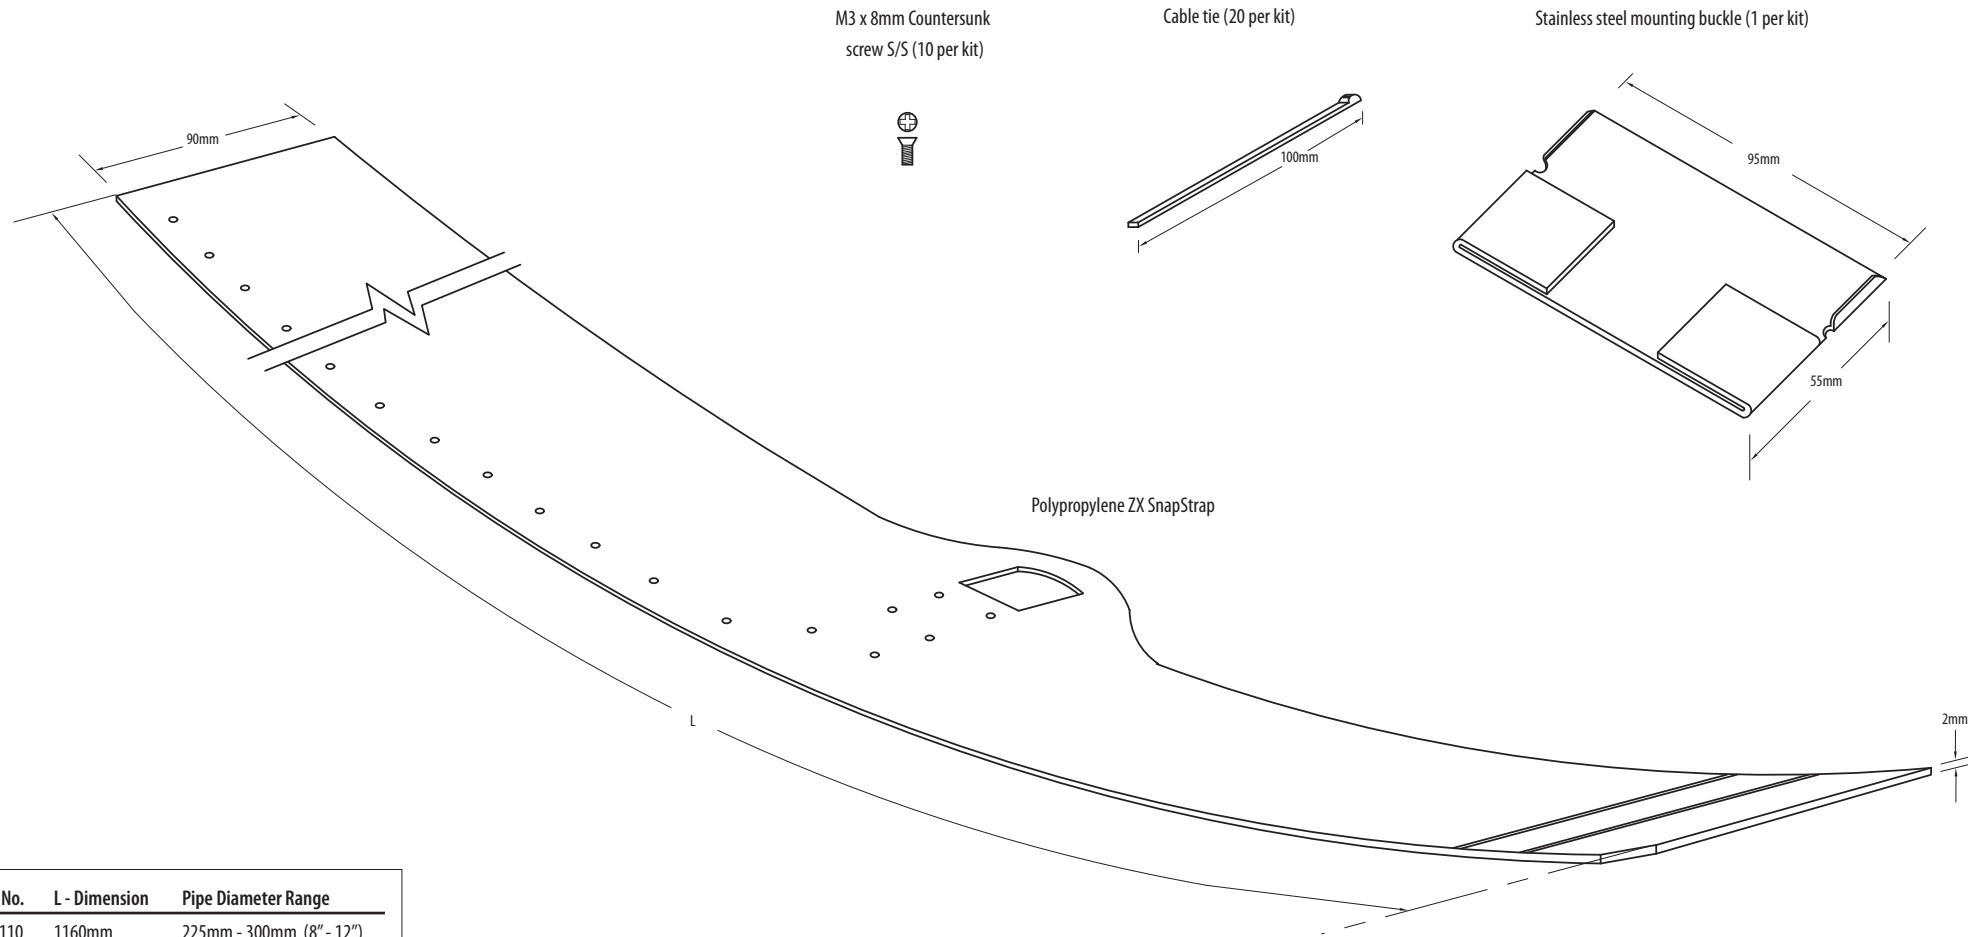 M3 x 8mm Countersunk
screw S/S (10 per kit)
Cable tie (20 per kit)
Stainless steel mounting buckle (1 per kit)
90mm
100mm
95mm
55mm
Polypropylene ZX SnapStrap
L
2mm
No. L - Dimension Pipe Diameter Range
110 1160mm 225mm - 300mm (8” - 12”)